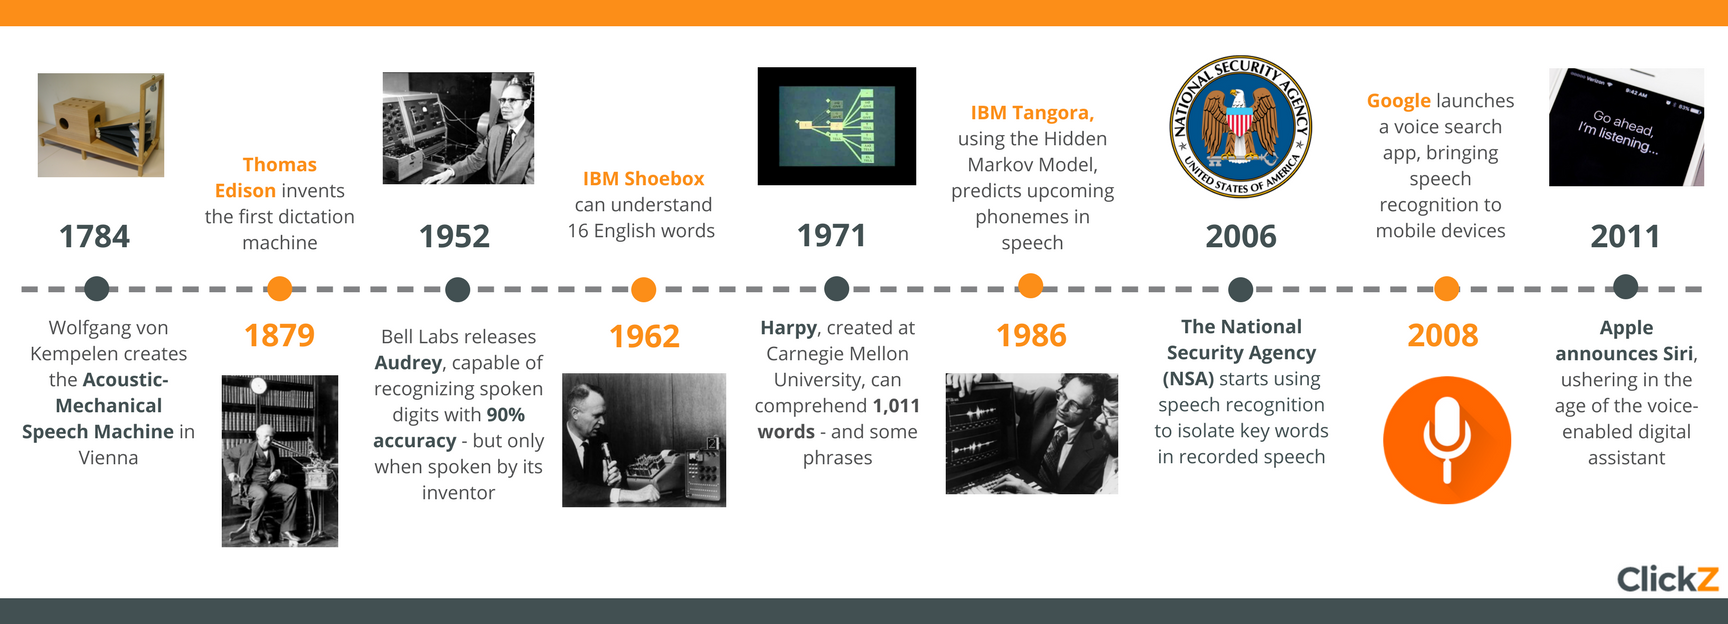 1784
Wolfgang von
Kempelen creates
the Acoustic-
Mechanical
Speech Machine in
Vienna
Thomas
Edison invents
the first dictation
machine
1879
1952
Bell Labs releases
Audrey, capable of
recognizing spoken
digits with 90%
accuracy - but only
when spoken by its
inventor
IBM Shoebox
can understand
16 English words
1962
1971
Harpy, created at
Carnegie Mellon
University, can
comprehend 1,011
words - and some
phrases
IBM Tangora,
using the Hidden
Markov Model,
predicts upcoming
phonemes in
speech
1986
NATIONAL SECURITY AGENCY
UNITED STATES OF AMERICA
2006
The National
Security Agency
(NSA) starts using
speech recognition
to isolate key words
in recorded speech
Google launches
a voice search
app, bringing
speech
recognition to
mobile devices
2008
Verizon 9:42 AM 83%
Go ahead,
I'm listening...
2011
Apple
announces Siri,
ushering in the
age of the voice-
enabled digital
assistant
ClickZ